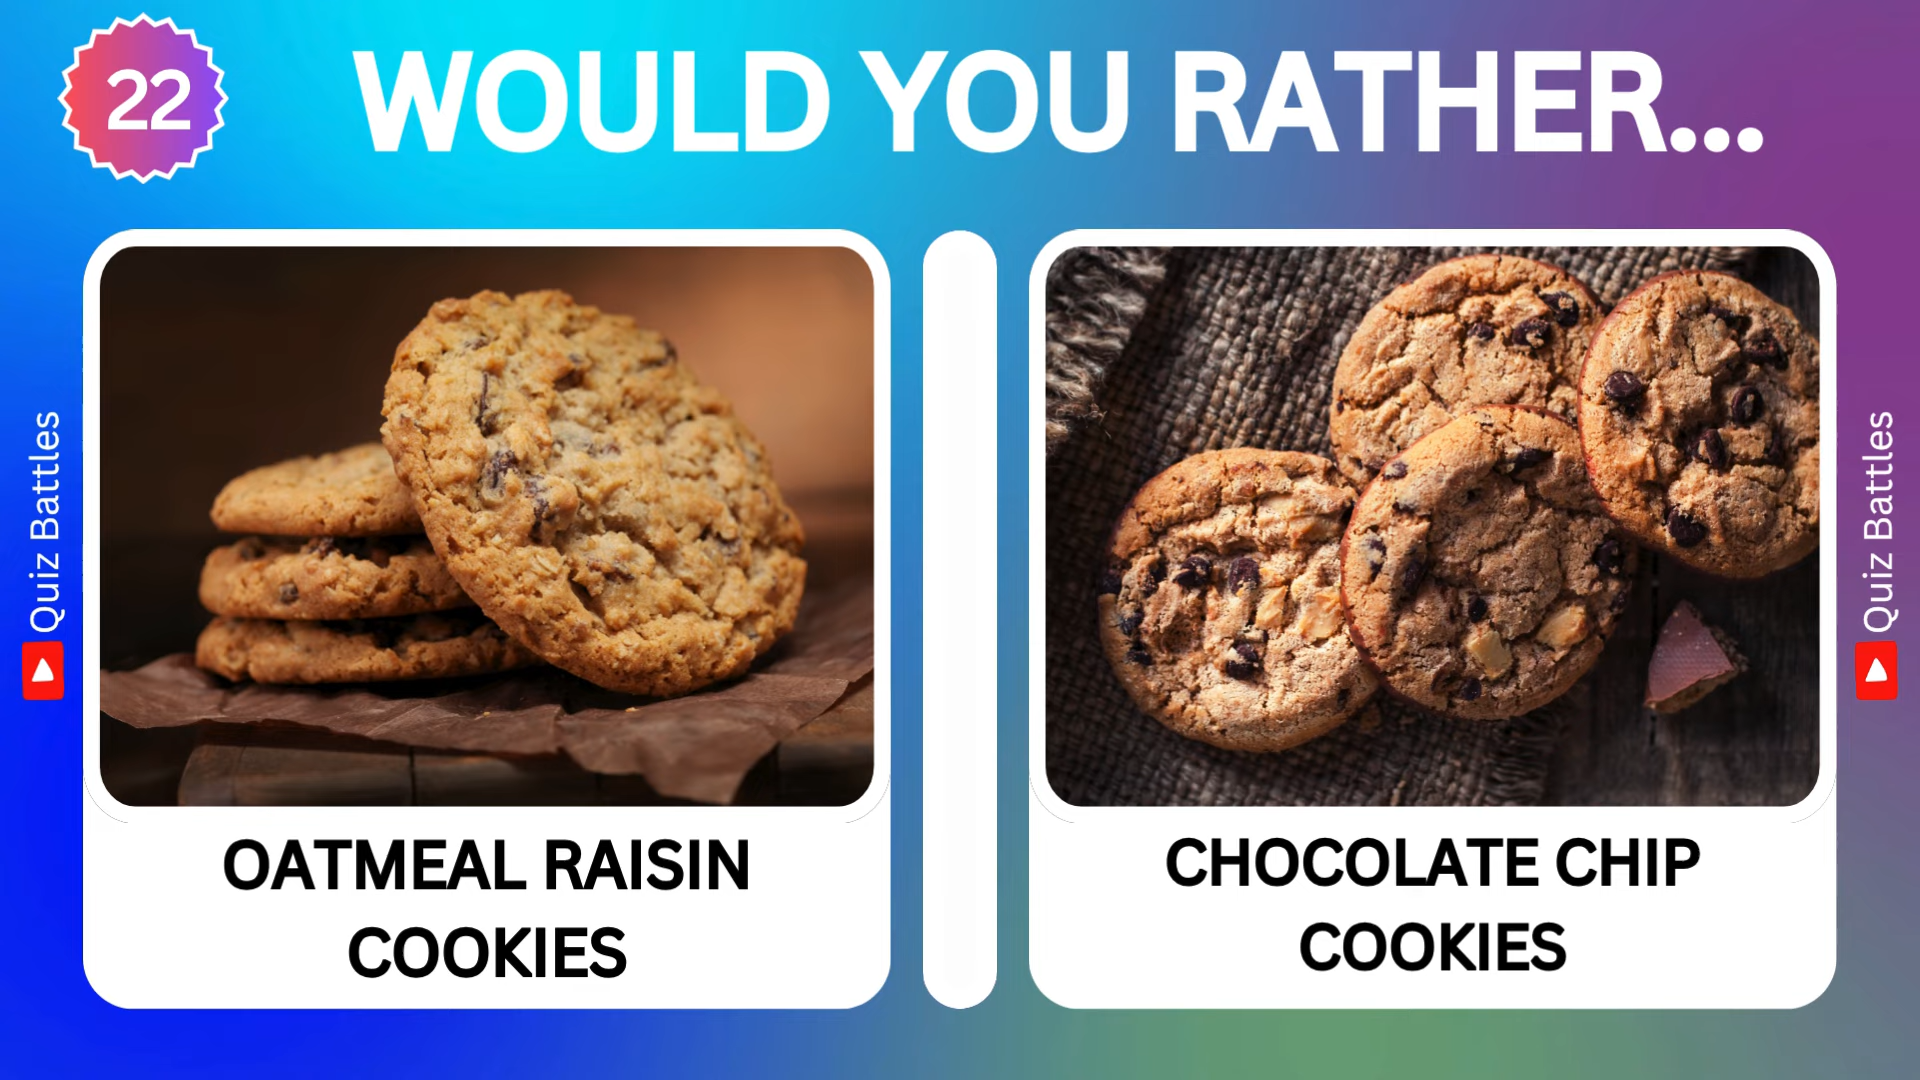 22
WOULD YOU RATHER...
Quiz Battles
OATMEAL RAISIN
COOKIES
CHOCOLATE CHIP
COOKIES
Quiz Battles